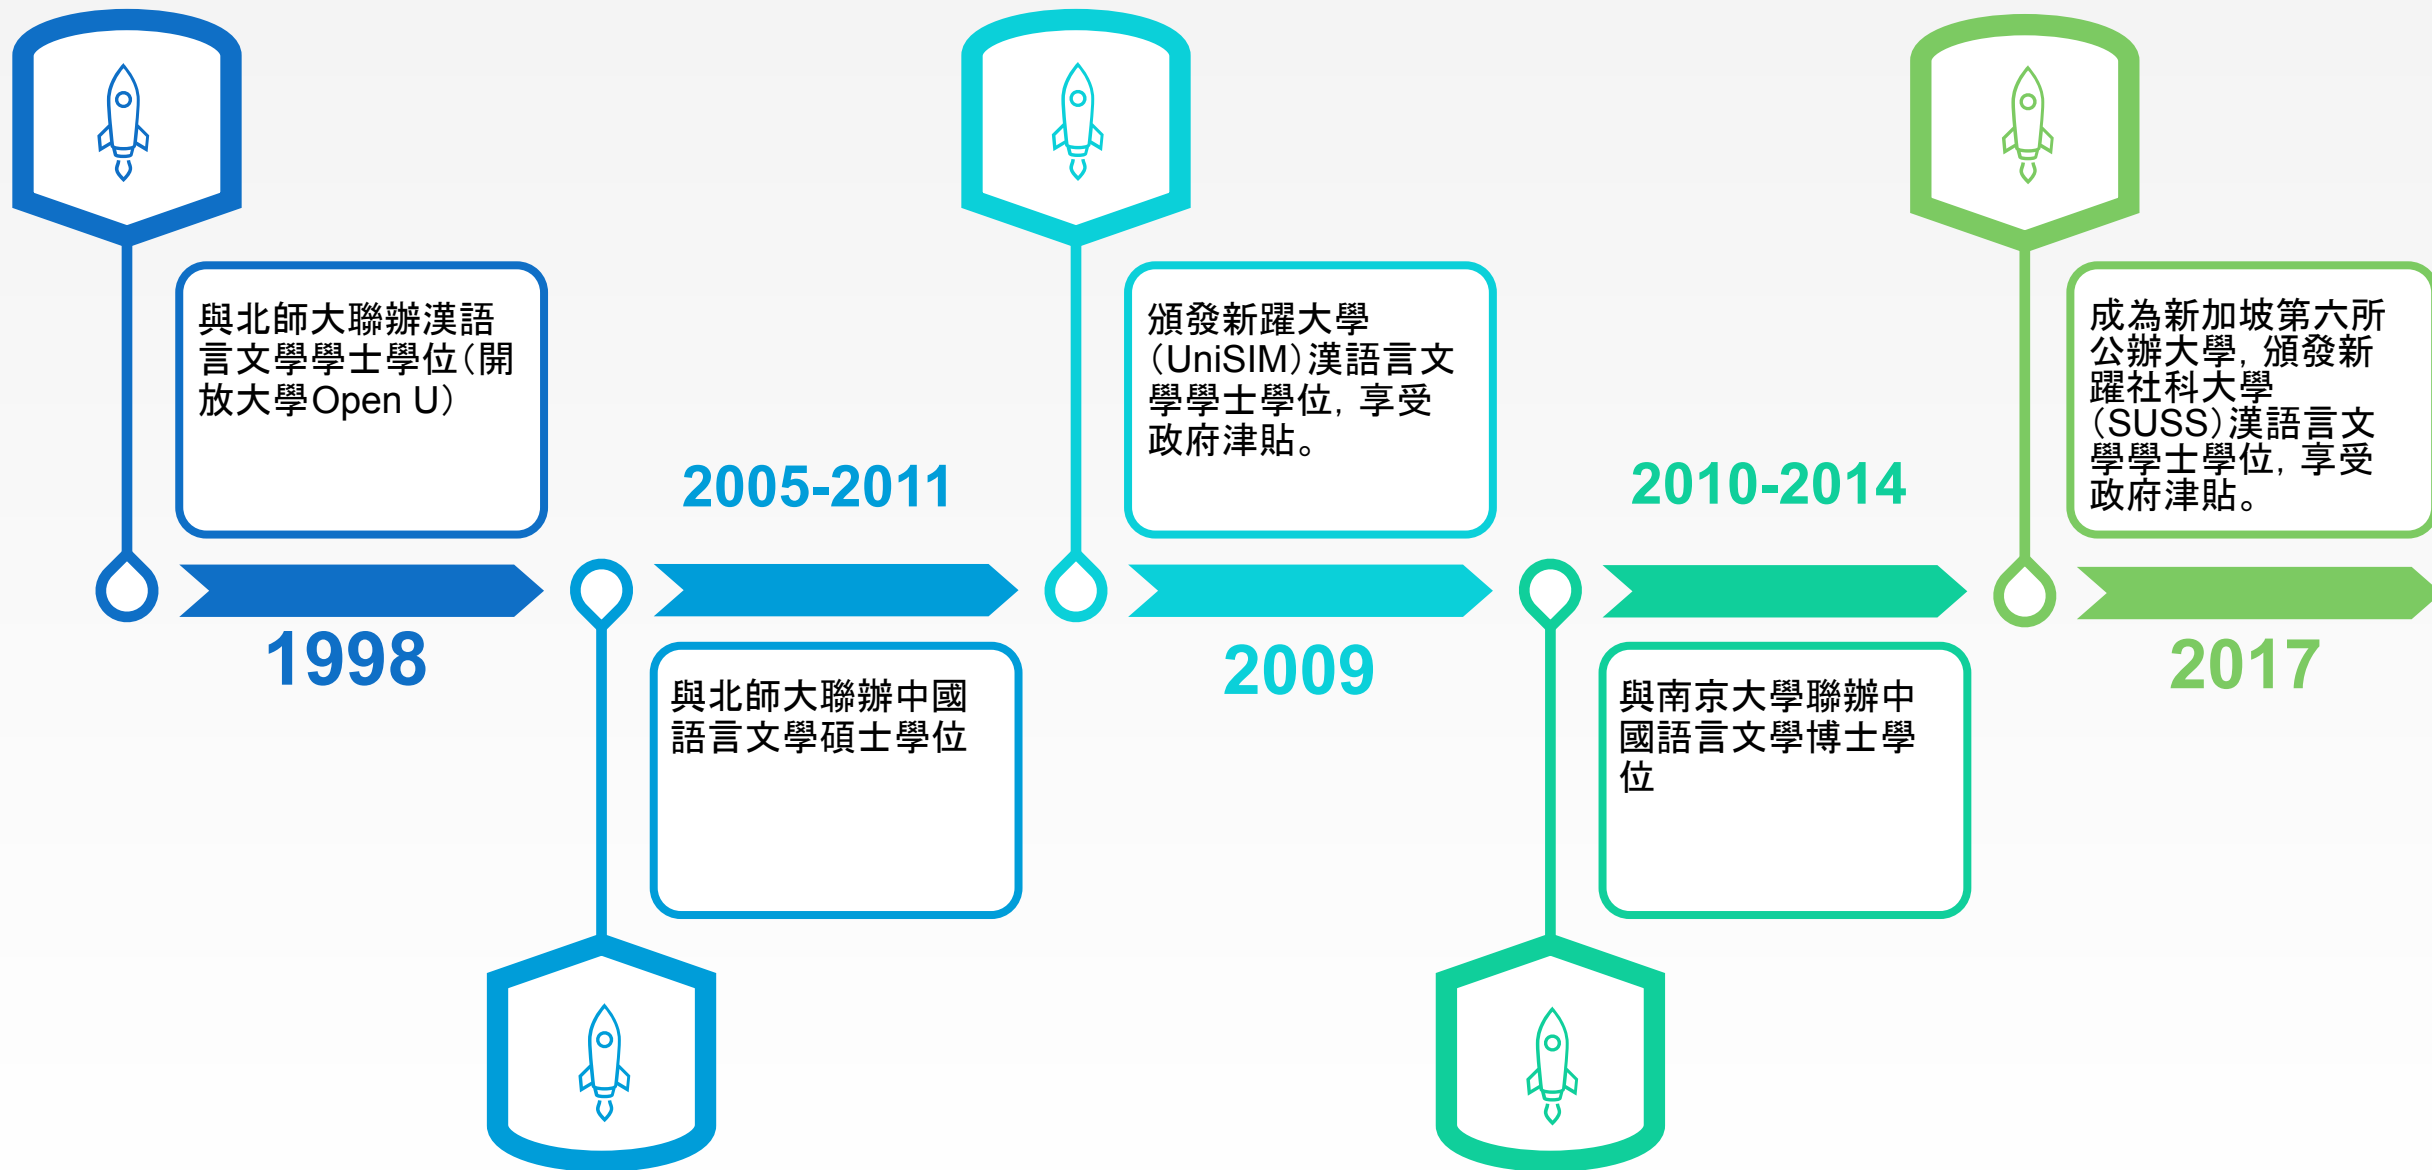 與北師大聯辦漢語
言文學學士學位（開
放大學Open U）
1998
2005-2011
與北師大聯辦中國
語言文學碩士學位
頒發新躍大學
（UniSIM）漢語言文
學學士學位，享受
政府津貼。
2009
2010-2014
與南京大學聯辦中
國語言文學博士學
位
成為新加坡第六所
公辦大學，頒發新
躍社科大學
（SUSS）漢語言文
學學士學位，享受
政府津貼。
2017